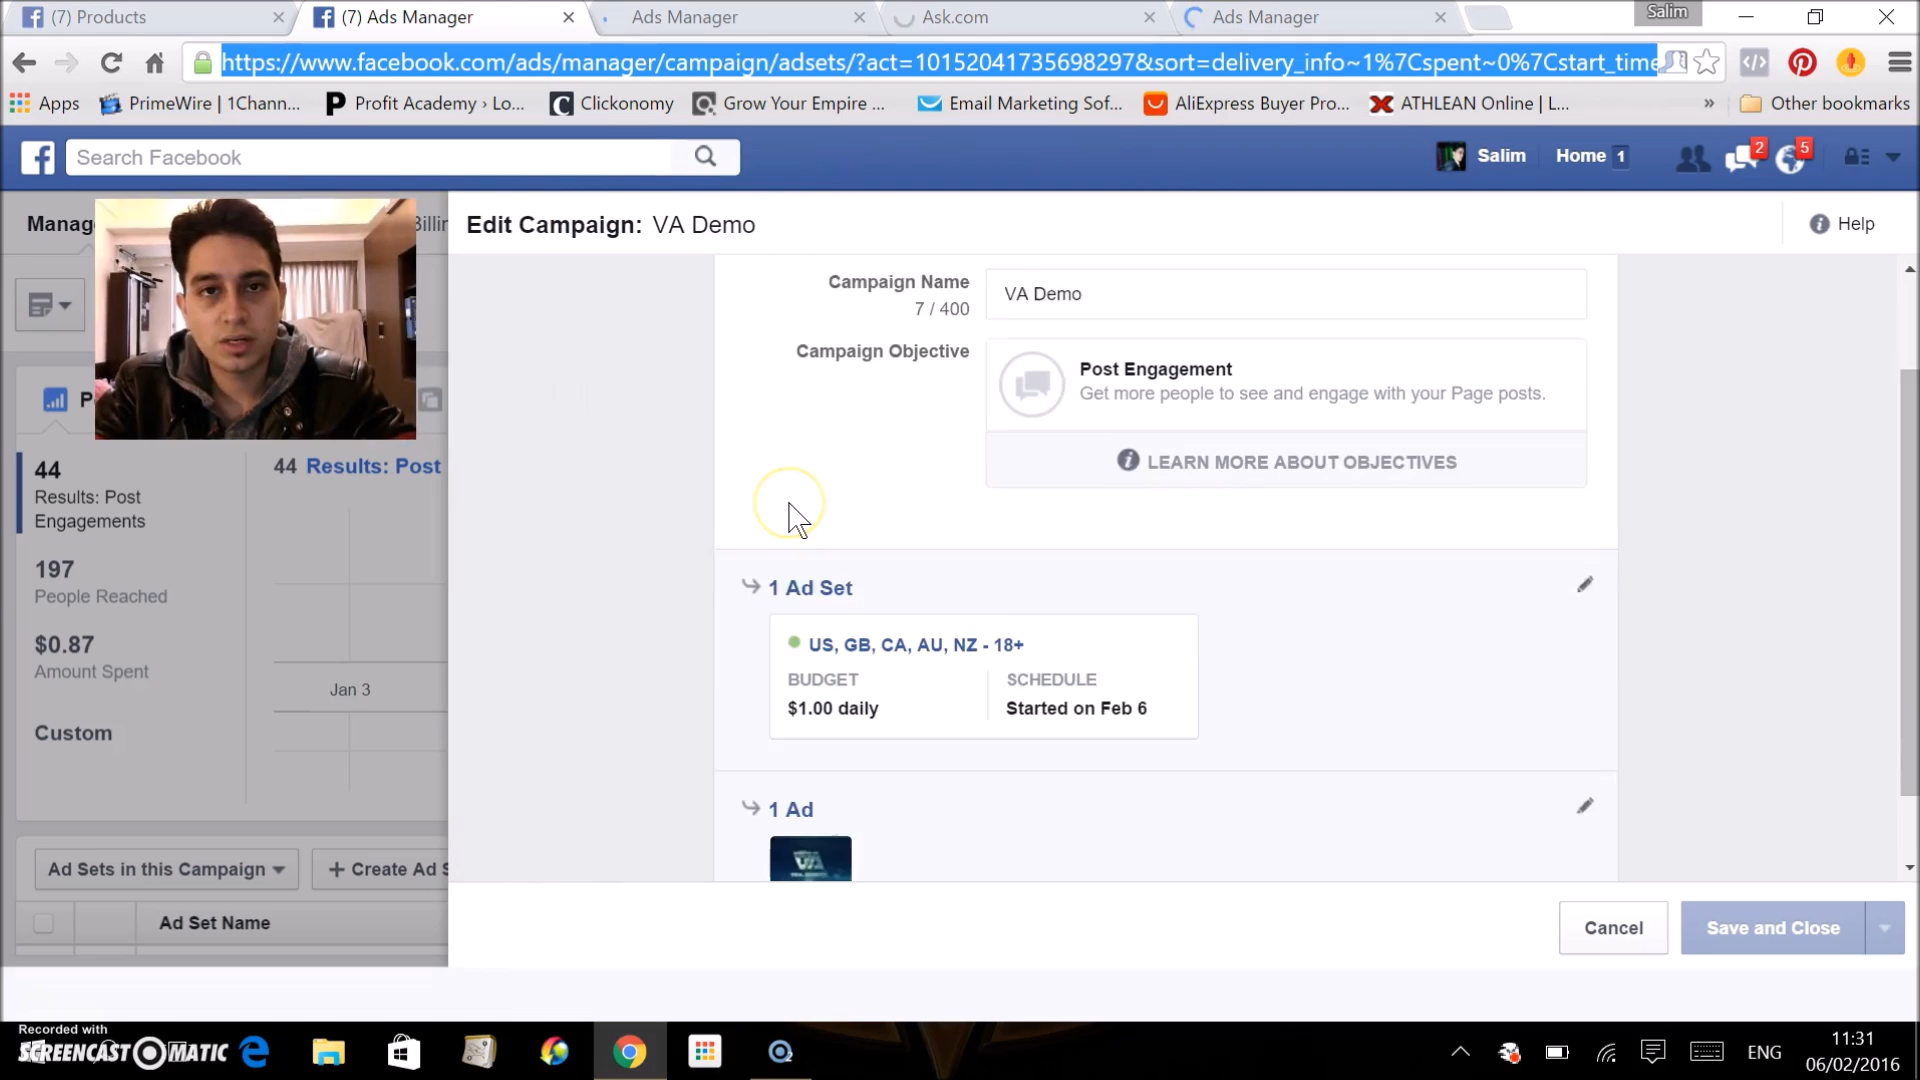 (7) Products
(7) Ads Manager
Ads Manager
Ask.com
Ads Manager
Salim
https://www.facebook.com/ads/manager/campaign/adsets/?act=10152041735698297&sort=delivery_info~1%7Cspent~0%7Cstart_time
Apps
PrimeWire | 1Chann...
Profit Academy › Lo...
Clickonomy
Grow Your Empire ...
Email Marketing Sof...
AliExpress Buyer Pro...
ATHLEAN Online | L...
»
Other bookmarks
Search Facebook
Salim
Home 1
2
5
Manag
Billin
Edit Campaign: VA Demo
Help
Campaign Name
7 / 400
VA Demo
Campaign Objective
Post Engagement
Get more people to see and engage with your Page posts.
LEARN MORE ABOUT OBJECTIVES
P
44
Results: Post
Engagements
44 Results: Post
197
People Reached
$0.87
Amount Spent
Jan 3
Custom
1 Ad Set
US, GB, CA, AU, NZ - 18+
BUDGET
$1.00 daily
SCHEDULE
Started on Feb 6
1 Ad
Ad Sets in this Campaign
+ Create Ad S
Ad Set Name
Cancel
Save and Close
Recorded with
SCREENCAST-O-MATIC
ENG
11:31
06/02/2016